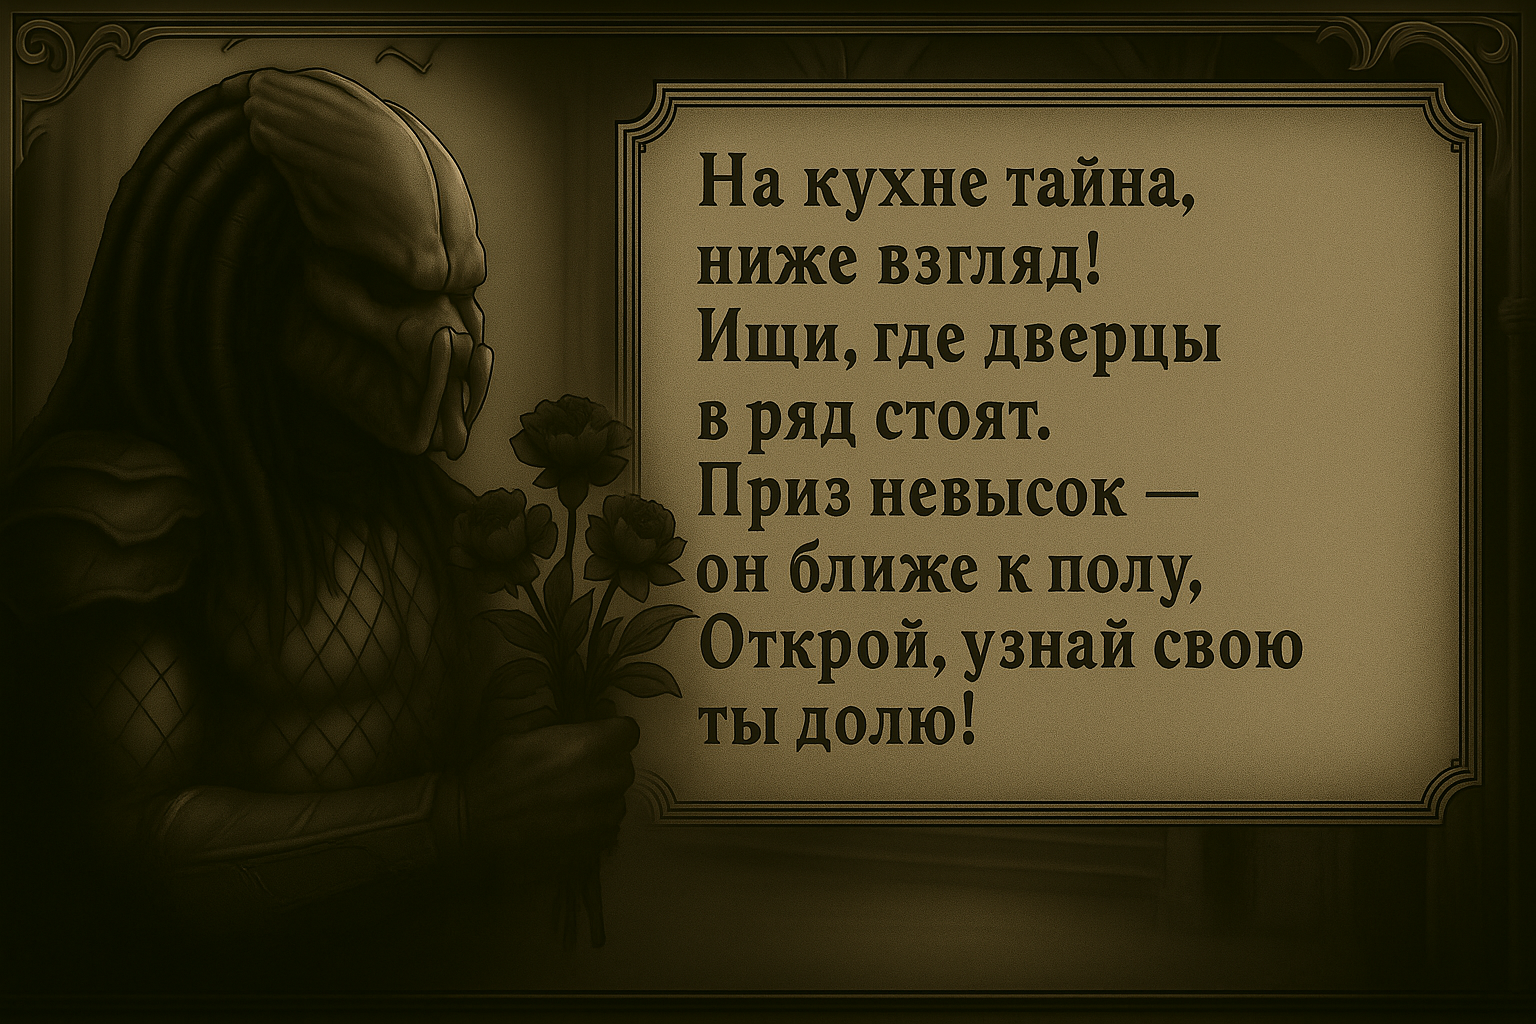 На кухне тайна,
ниже взгляд!
Ищи, где дверцы
в ряд стоят.
Приз невысок —
он ближе к полу,
Открой, узнай свою
ты долю!